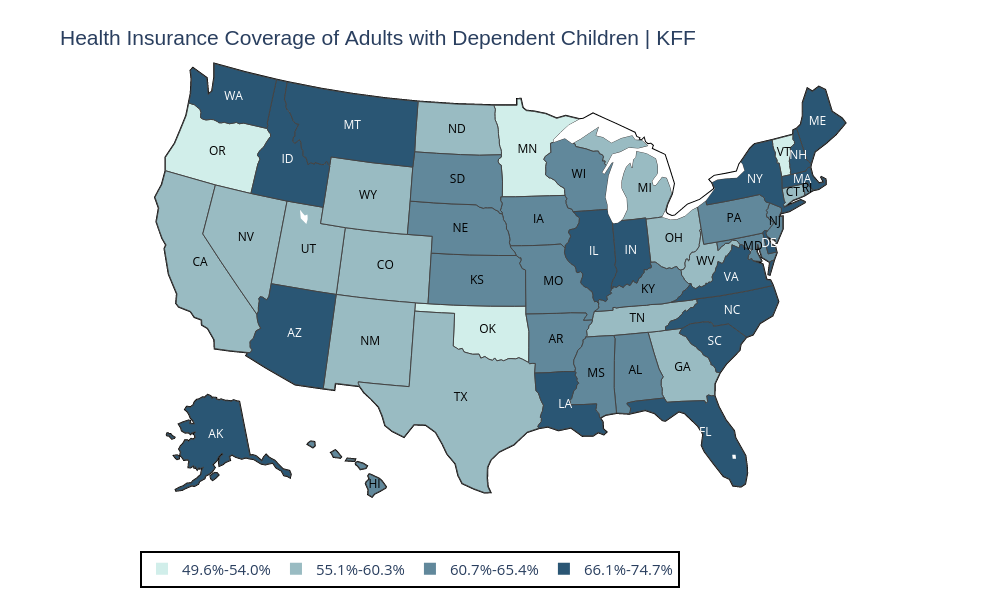 Health Insurance Coverage of Adults with Dependent Children | KFF
WA
MT
ND
MN
ME
OR
ID
WY
SD
WI
MI
VT
NH
NY
MA
CT
RI
NV
UT
CO
NE
IA
IL
IN
OH
PA
NJ
CA
KS
MO
KY
WV
MD
DE
VA
AZ
NM
OK
AR
TN
NC
SC
TX
LA
MS
AL
GA
FL
AK
HI
49.6%-54.0% 55.1%-60.3% 60.7%-65.4% 66.1%-74.7%